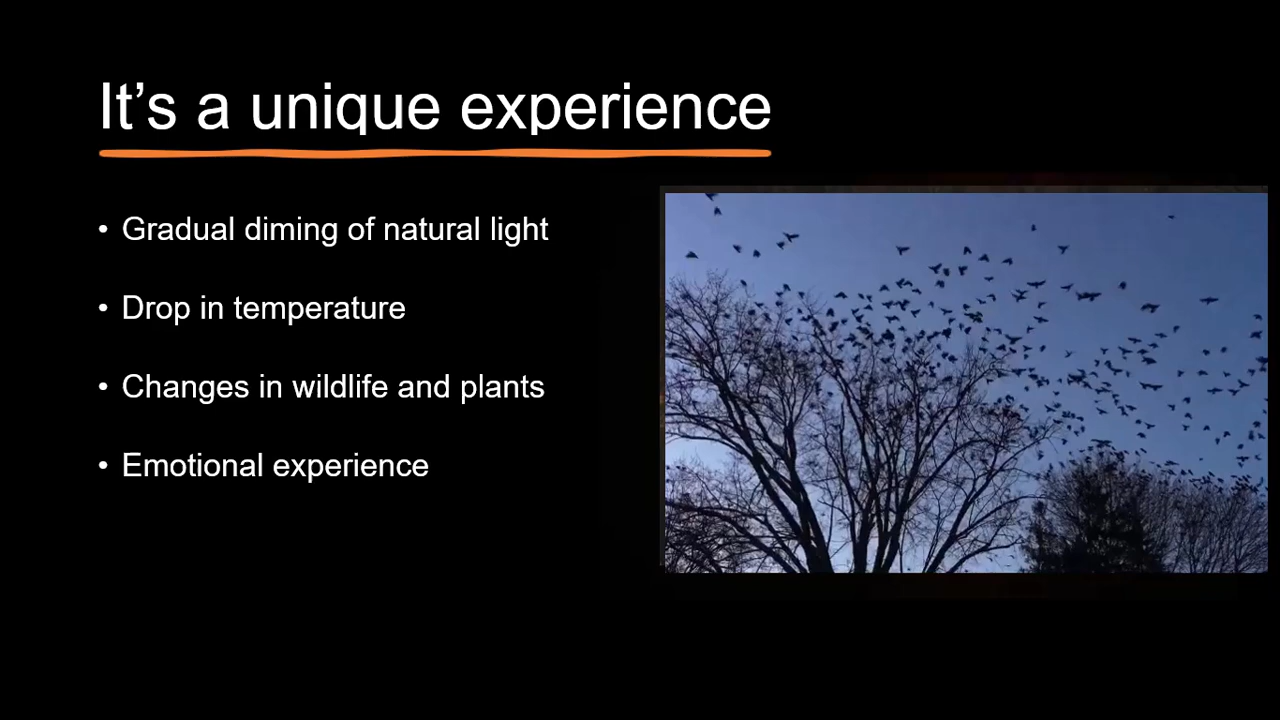 It’s a unique experience
• Gradual diming of natural light
• Drop in temperature
• Changes in wildlife and plants
• Emotional experience